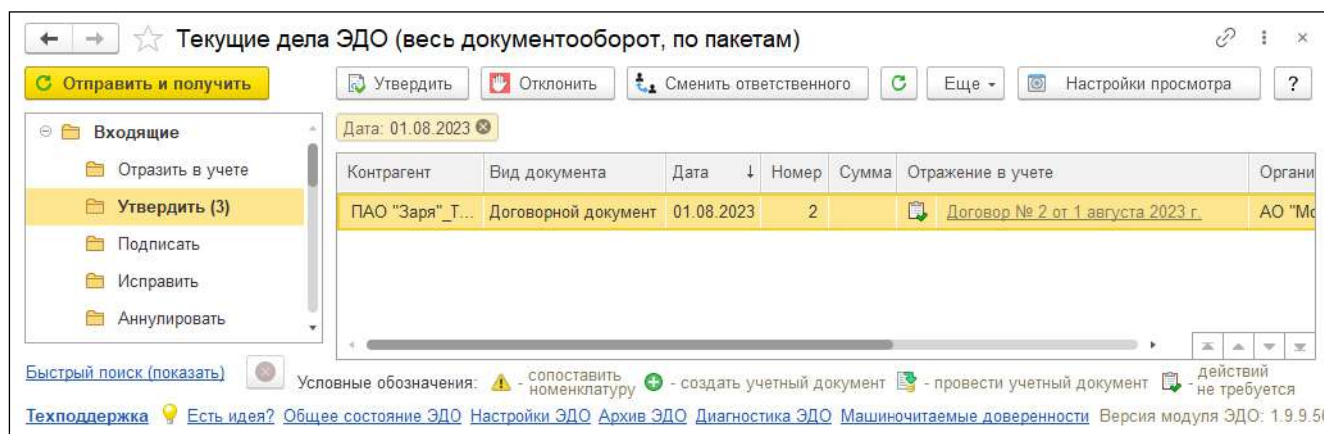 Текущие дела ЭДО (весь документооборот, по пакетам)
Отправить и получить
Утвердить Отклонить Сменить ответственного Еще Настройки просмотра ?
Входящие
Отразить в учете
Утвердить (3)
Подписать
Исправить
Аннулировать
Дата: 01.08.2023
Контрагент Вид документа Дата ↓ Номер Сумма Отражение в учете Органи
ПАО "Заря"_Т... Договорной документ 01.08.2023 2 Договор № 2 от 1 августа 2023 г. АО "Мо
Быстрый поиск (показать)
Условные обозначения: - сопоставить номенклатуру - создать учетный документ - провести учетный документ - действий не требуется
Техподдержка Есть идея? Общее состояние ЭДО Настройки ЭДО Архив ЭДО Диагностика ЭДО Машиночитаемые доверенности Версия модуля ЭДО: 1.9.9.5